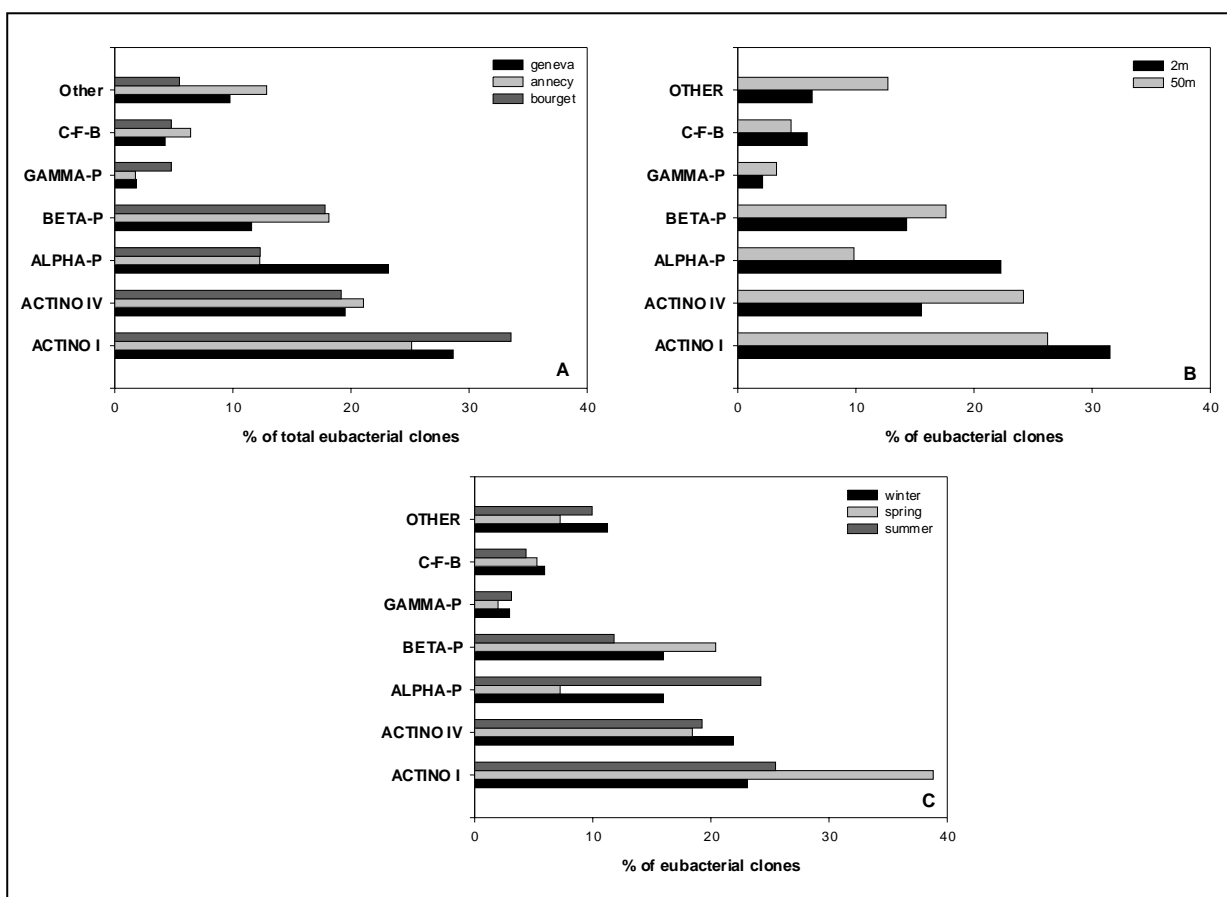 geneva
annecy
bourget
Other
C-F-B
GAMMA-P
BETA-P
ALPHA-P
ACTINO IV
ACTINO I
A
0 10 20 30 40
% of total eubacterial clones
2m
50m
OTHER
C-F-B
GAMMA-P
BETA-P
ALPHA-P
ACTINO IV
ACTINO I
B
0 10 20 30 40
% of eubacterial clones
winter
spring
summer
OTHER
C-F-B
GAMMA-P
BETA-P
ALPHA-P
ACTINO IV
ACTINO I
C
0 10 20 30 40
% of eubacterial clones